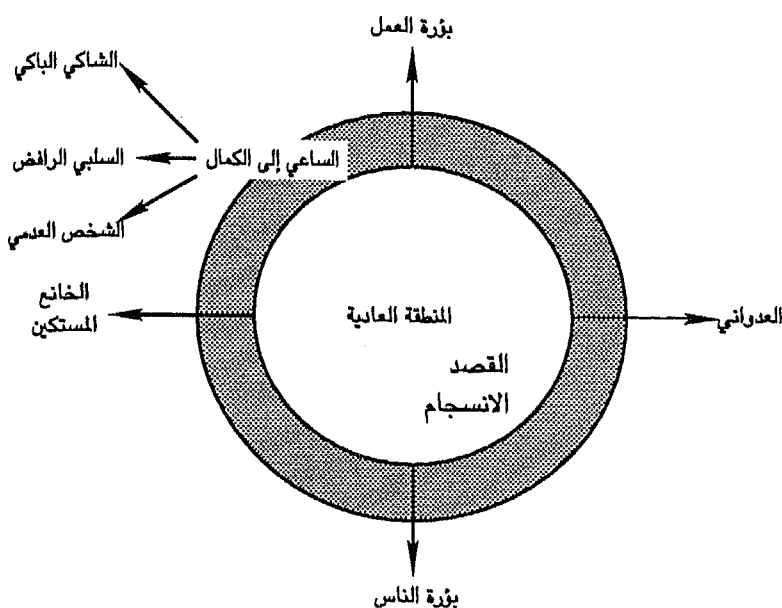 بؤرة العمل
الشاكي الباكي
الساعي إلى الكمال
السلبي الرافض
الشخص العدمي
العدواني
المنطقة العادية
الخانع
المستكين
القصد
الانسجام
بؤرة الناس